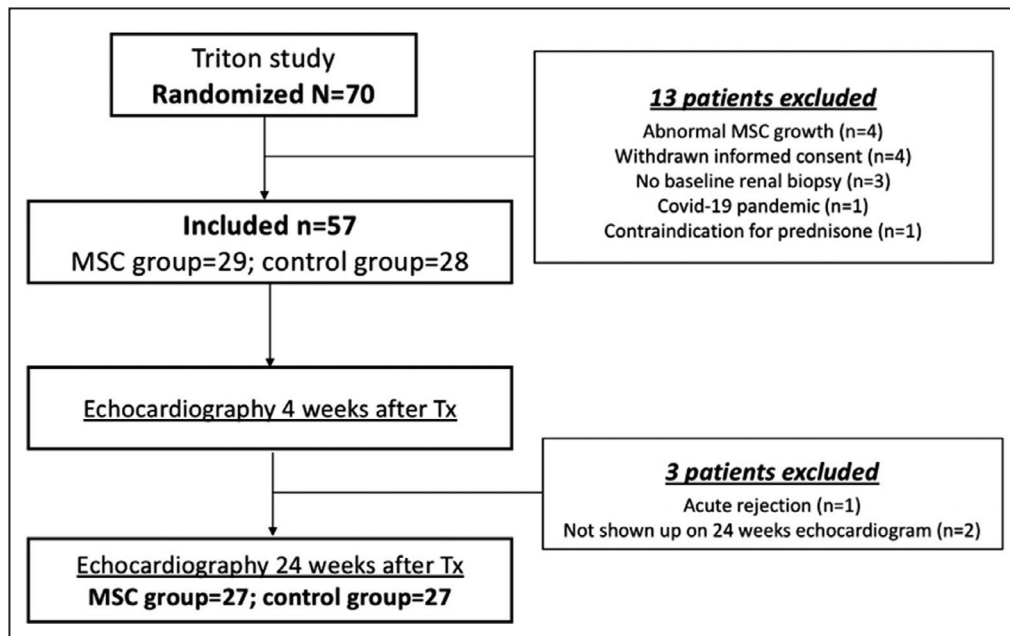 Triton study
Randomized N=70
13 patients excluded
Abnormal MSC growth (n=4)
Withdrawn informed consent (n=4)
No baseline renal biopsy (n=3)
Covid-19 pandemic (n=1)
Contraindication for prednisone (n=1)
Included n=57
MSC group=29; control group=28
Echocardiography 4 weeks after Tx
3 patients excluded
Acute rejection (n=1)
Not shown up on 24 weeks echocardiogram (n=2)
Echocardiography 24 weeks after Tx
MSC group=27; control group=27